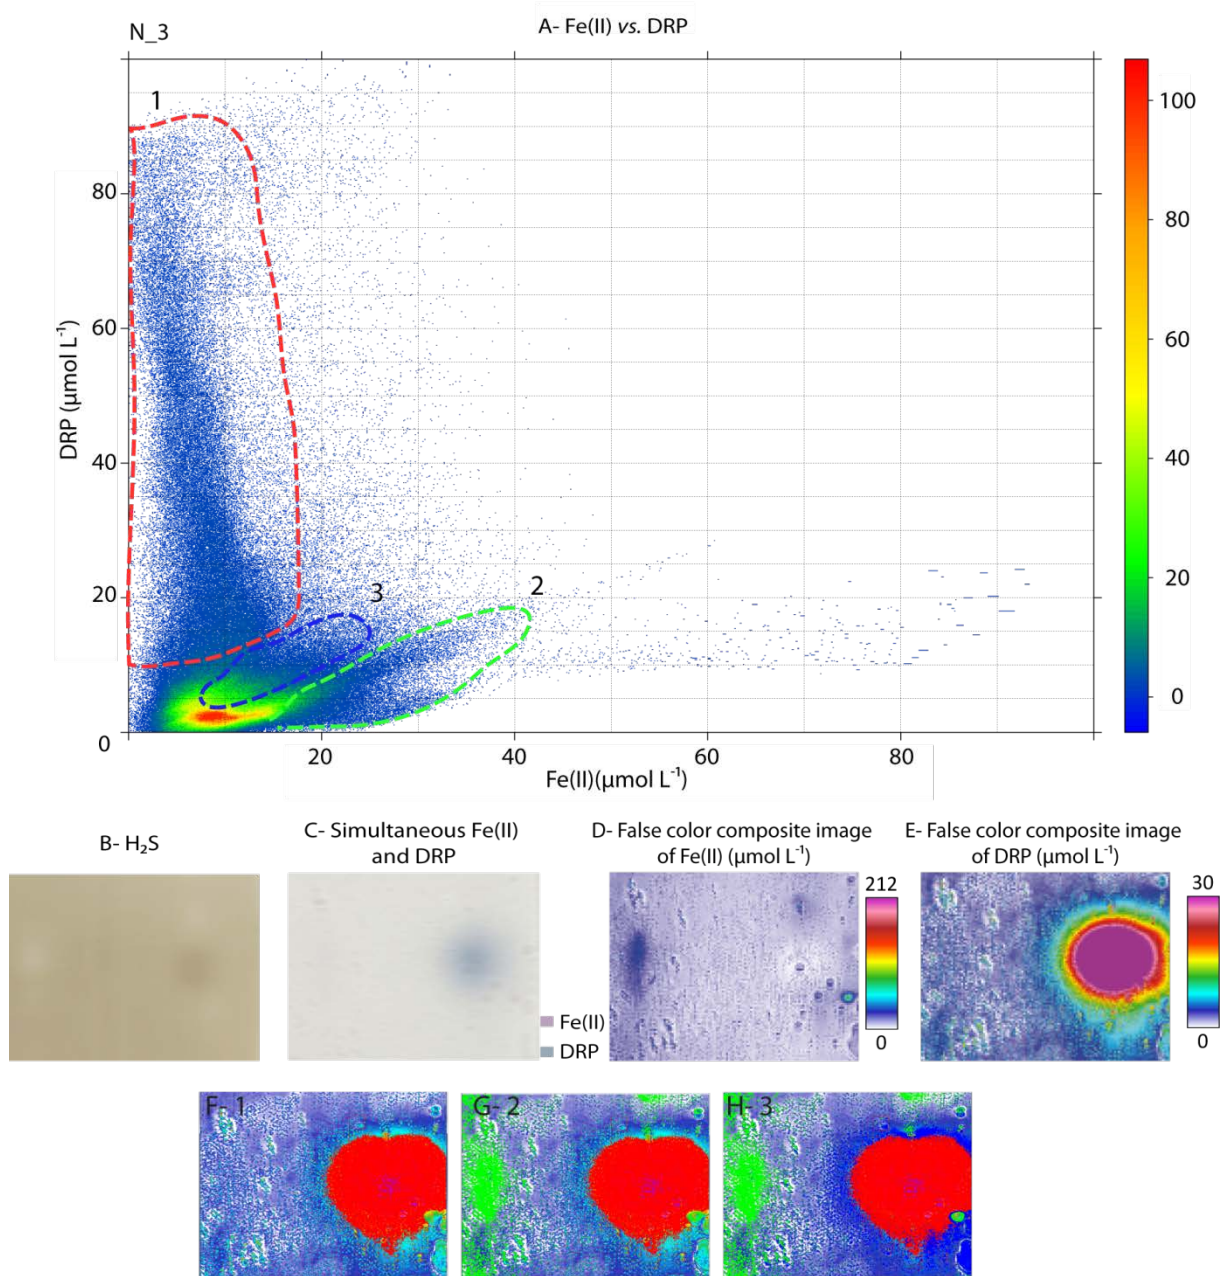 N_3
A- Fe(II) vs. DRP
1
2
3
DRP (µmol L⁻¹)
80
60
40
20
0
20
40
60
80
Fe(II)(µmol L⁻¹)
100
80
60
40
20
0
B- H₂S
C- Simultaneous Fe(II)
and DRP
Fe(II)
DRP
D- False color composite image
of Fe(II) (µmol L⁻¹)
212
0
E- False color composite image
of DRP (µmol L⁻¹)
30
0
F- 1
G- 2
H- 3